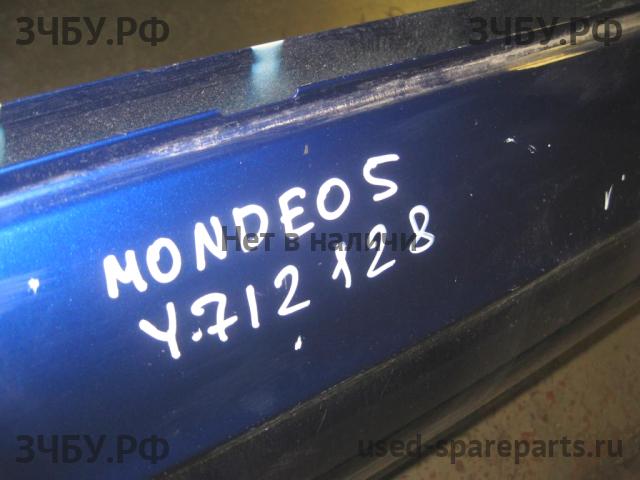 ЗЧБУ.РФ
ЗЧБУ.РФ
MONDEO 5
Нет в наличии
Y.712 128
ЗЧБУ.РФ
used-spareparts.ru